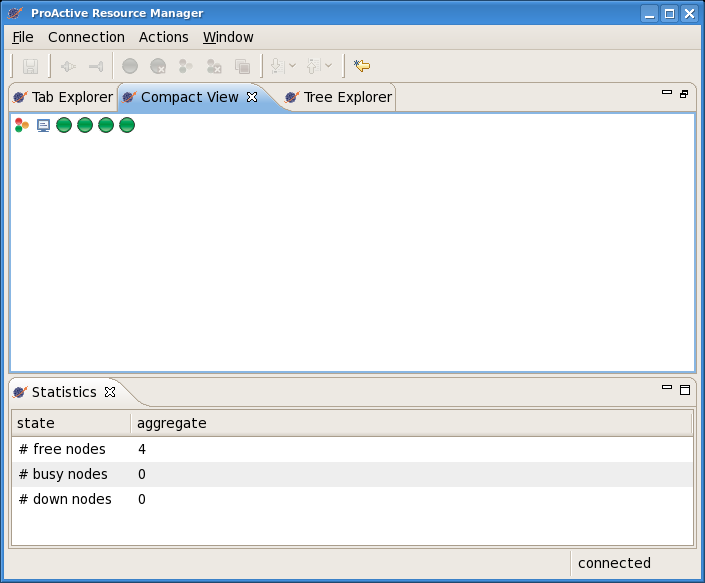 ProActive Resource Manager
File Connection Actions Window
Tab Explorer Compact View Tree Explorer
Statistics
state aggregate
# free nodes 4
# busy nodes 0
# down nodes 0
connected